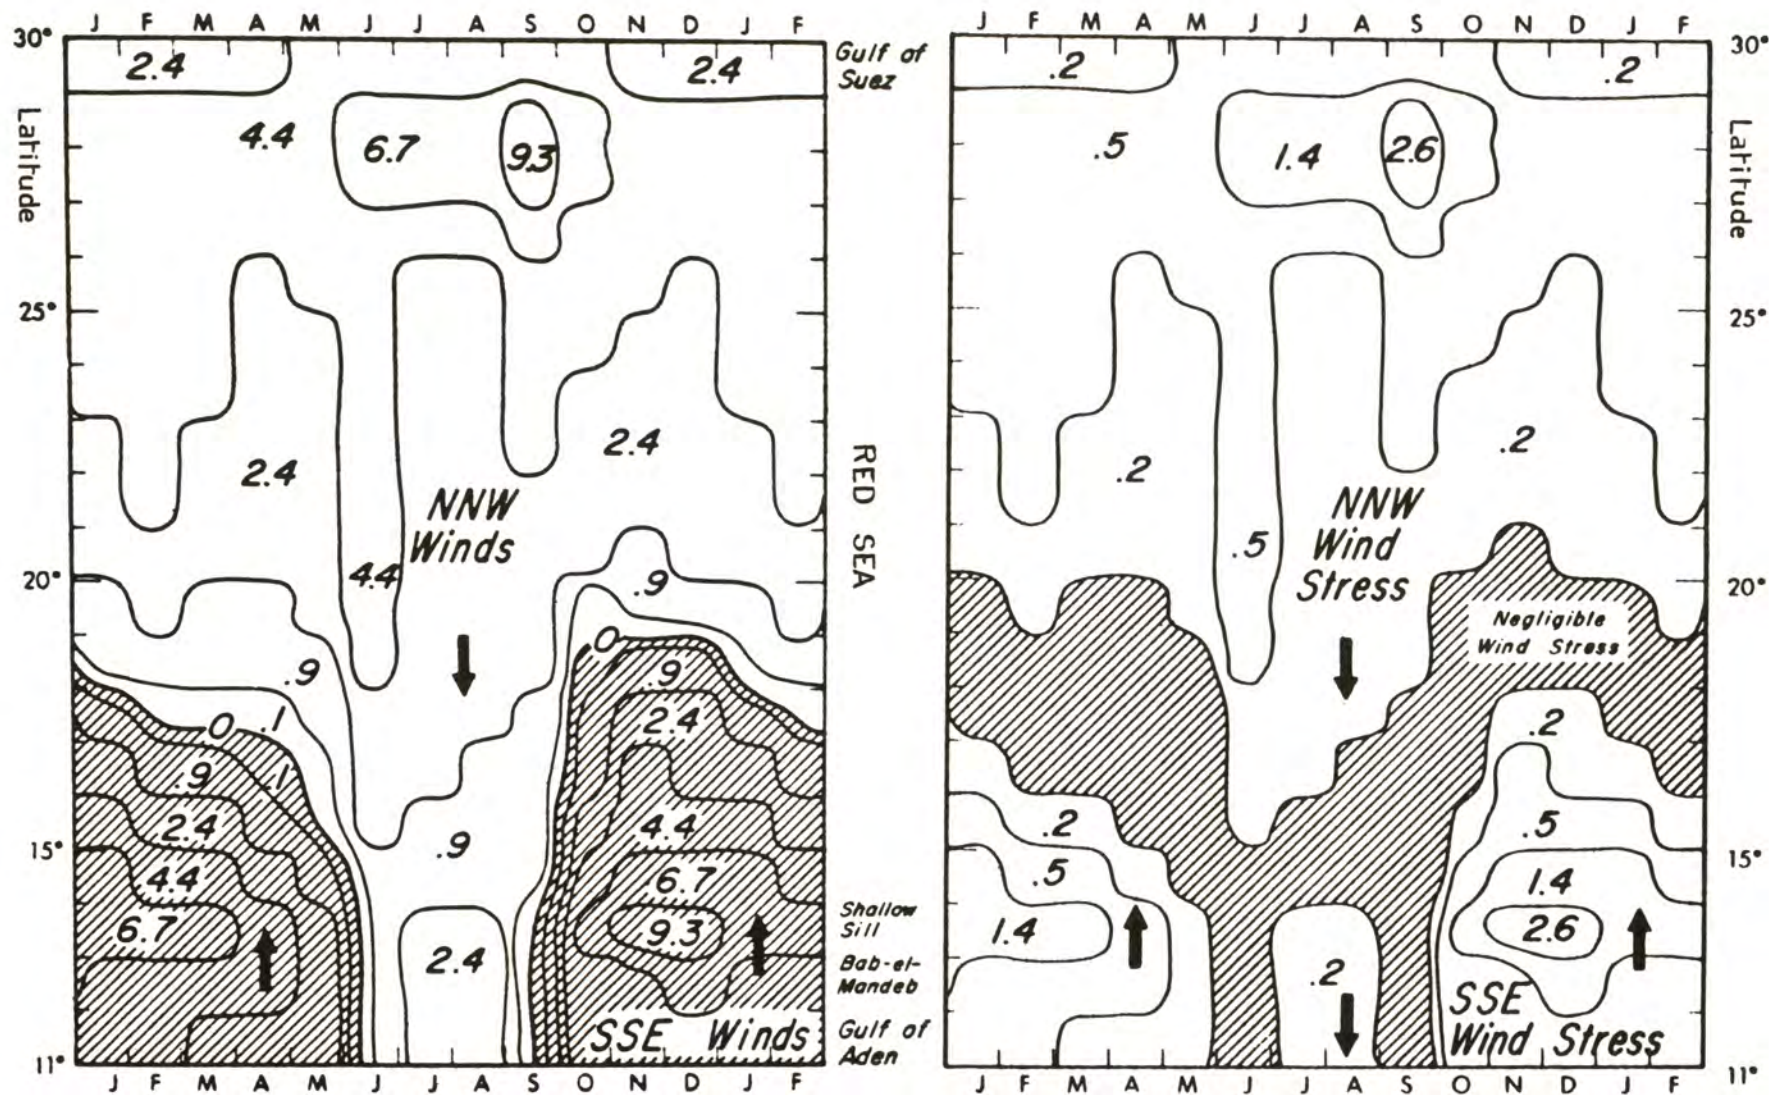 J F M A M J J A S O N D J F
30°
2.4
2.4
4.4
6.7
9.3
25°
2.4
2.4
NNW
Winds
4.4
20°
.9
0
.9
.9
0
.1
2.4
.9
.1
2.4
4.4
15°
.9
4.4
6.7
6.7
9.3
2.4
SSE Winds
11°
J F M A M J J A S O N D J F
Latitude
Gulf of
Suez
RED SEA
Shallow
Sill
Bab-el-
Mandeb
Gulf of
Aden
J F M A M J J A S O N D J F
30°
.2
.2
.5
1.4
2.6
25°
.2
.2
NNW
Wind
Stress
.5
20°
Negligible
Wind Stress
.2
.2
.5
15°
.5
1.4
1.4
2.6
.2
SSE
Wind Stress
11°
J F M A M J J A S O N D J F
Latitude